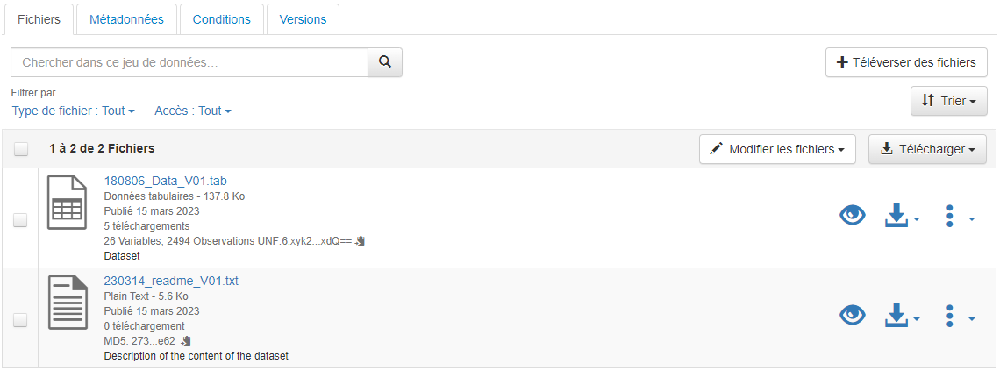 Fichiers Métadonnées Conditions Versions
Chercher dans ce jeu de données…
Téléverser des fichiers
Filtrer par
Type de fichier : Tout Accès : Tout
Trier
1 à 2 de 2 Fichiers
Modifier les fichiers
Télécharger
180806_Data_V01.tab
Données tabulaires - 137.8 Ko
Publié 15 mars 2023
5 téléchargements
26 Variables, 2494 Observations UNF:6:xyk2...xdQ==
Dataset
230314_readme_V01.txt
Plain Text - 5.6 Ko
Publié 15 mars 2023
0 téléchargement
MD5: 273...e62
Description of the content of the dataset